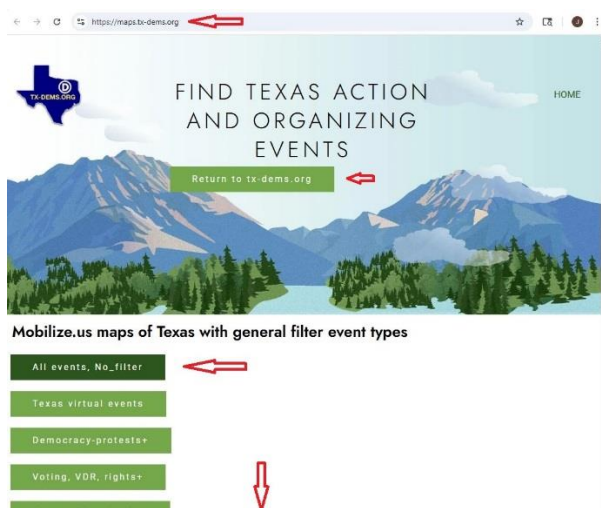 https://maps.tx-dems.org
J
D
TX-DEMS.ORG
FIND TEXAS ACTION
AND ORGANIZING
EVENTS
HOME
Return to tx-dems.org
Mobilize.us maps of Texas with general filter event types
All events, No_filter
Texas virtual events
Democracy-protests+
Voting, VDR, rights+